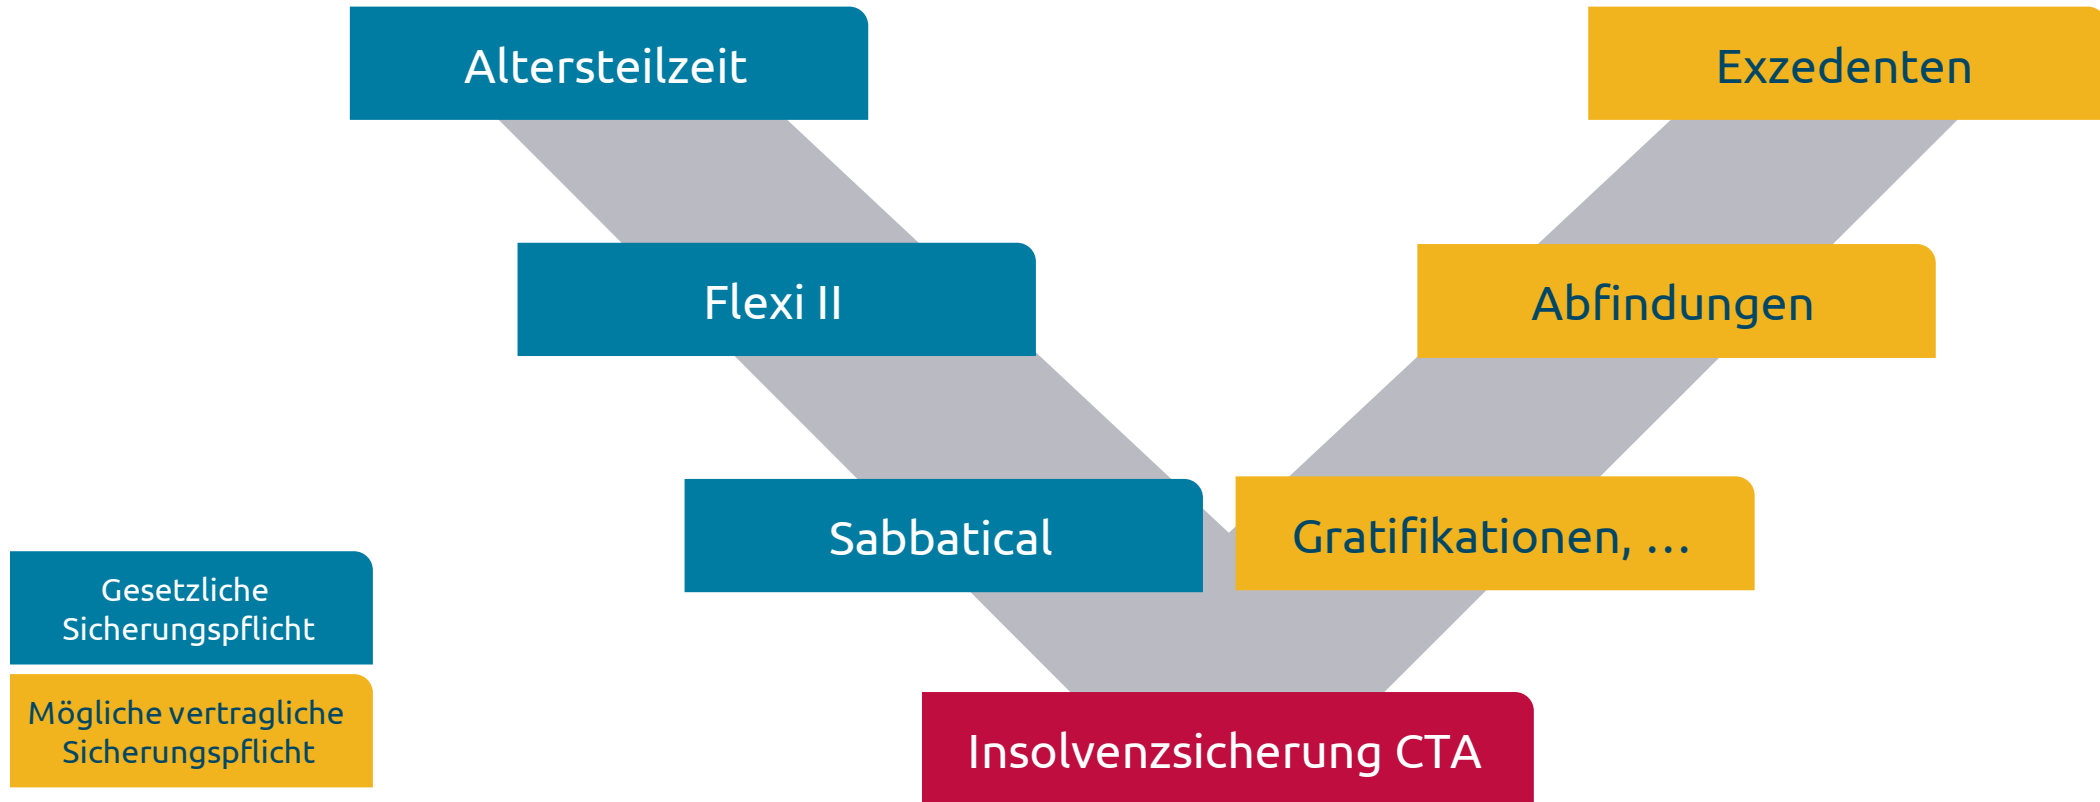 Altersteilzeit
Exzedenten
Flexi II
Abfindungen
Sabbatical
Gratifikationen, ...
Gesetzliche
Sicherungspflicht
Mögliche vertragliche
Sicherungspflicht
Insolvenzsicherung CTA